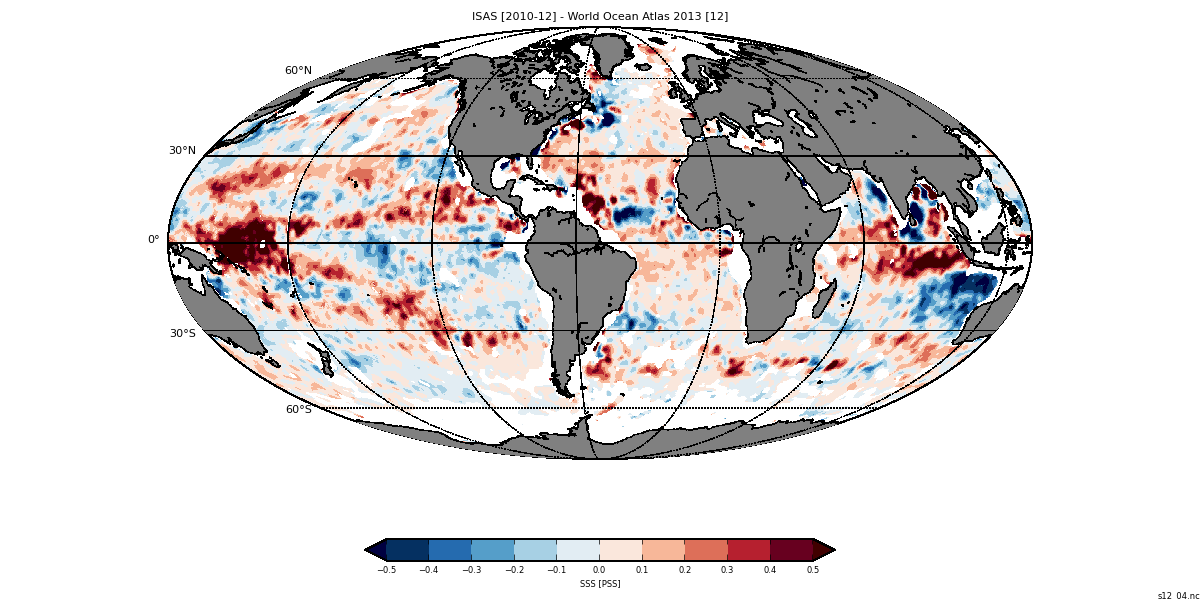 ISAS [2010-12] - World Ocean Atlas 2013 [12]
60°N
30°N
0°
30°S
60°S
−0.5 −0.4 −0.3 −0.2 −0.1 0.0 0.1 0.2 0.3 0.4 0.5
SSS [PSS]
s12_04.nc